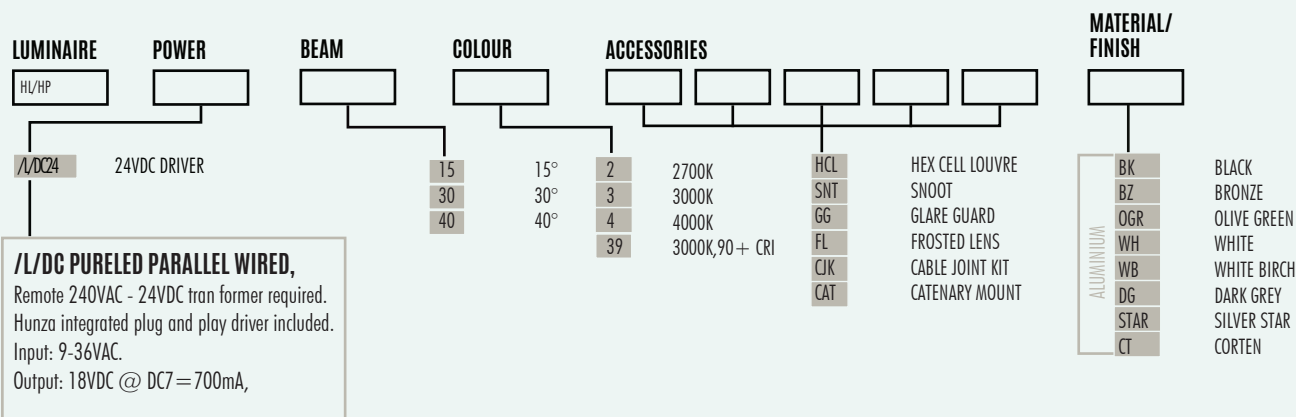 LUMINAIRE POWER BEAM COLOUR ACCESSORIES MATERIAL/
FINISH
HL/HP
/L/DC24 24VDC DRIVER
15 15°
30 30°
40 40°
2 2700K
3 3000K
4 4000K
39 3000K,90+ CRI
HCL HEX CELL LOUVRE
SNT SNOOT
GG GLARE GUARD
FL FROSTED LENS
CJK CABLE JOINT KIT
CAT CATENARY MOUNT
ALUMINIUM
BK BLACK
BZ BRONZE
OGR OLIVE GREEN
WH WHITE
WB WHITE BIRCH
DG DARK GREY
STAR SILVER STAR
CT CORTEN
/L/DC PURELED PARALLEL WIRED,
Remote 240VAC - 24VDC tran former required.
Hunza integrated plug and play driver included.
Input: 9-36VAC.
Output: 18VDC @ DC7=700mA,